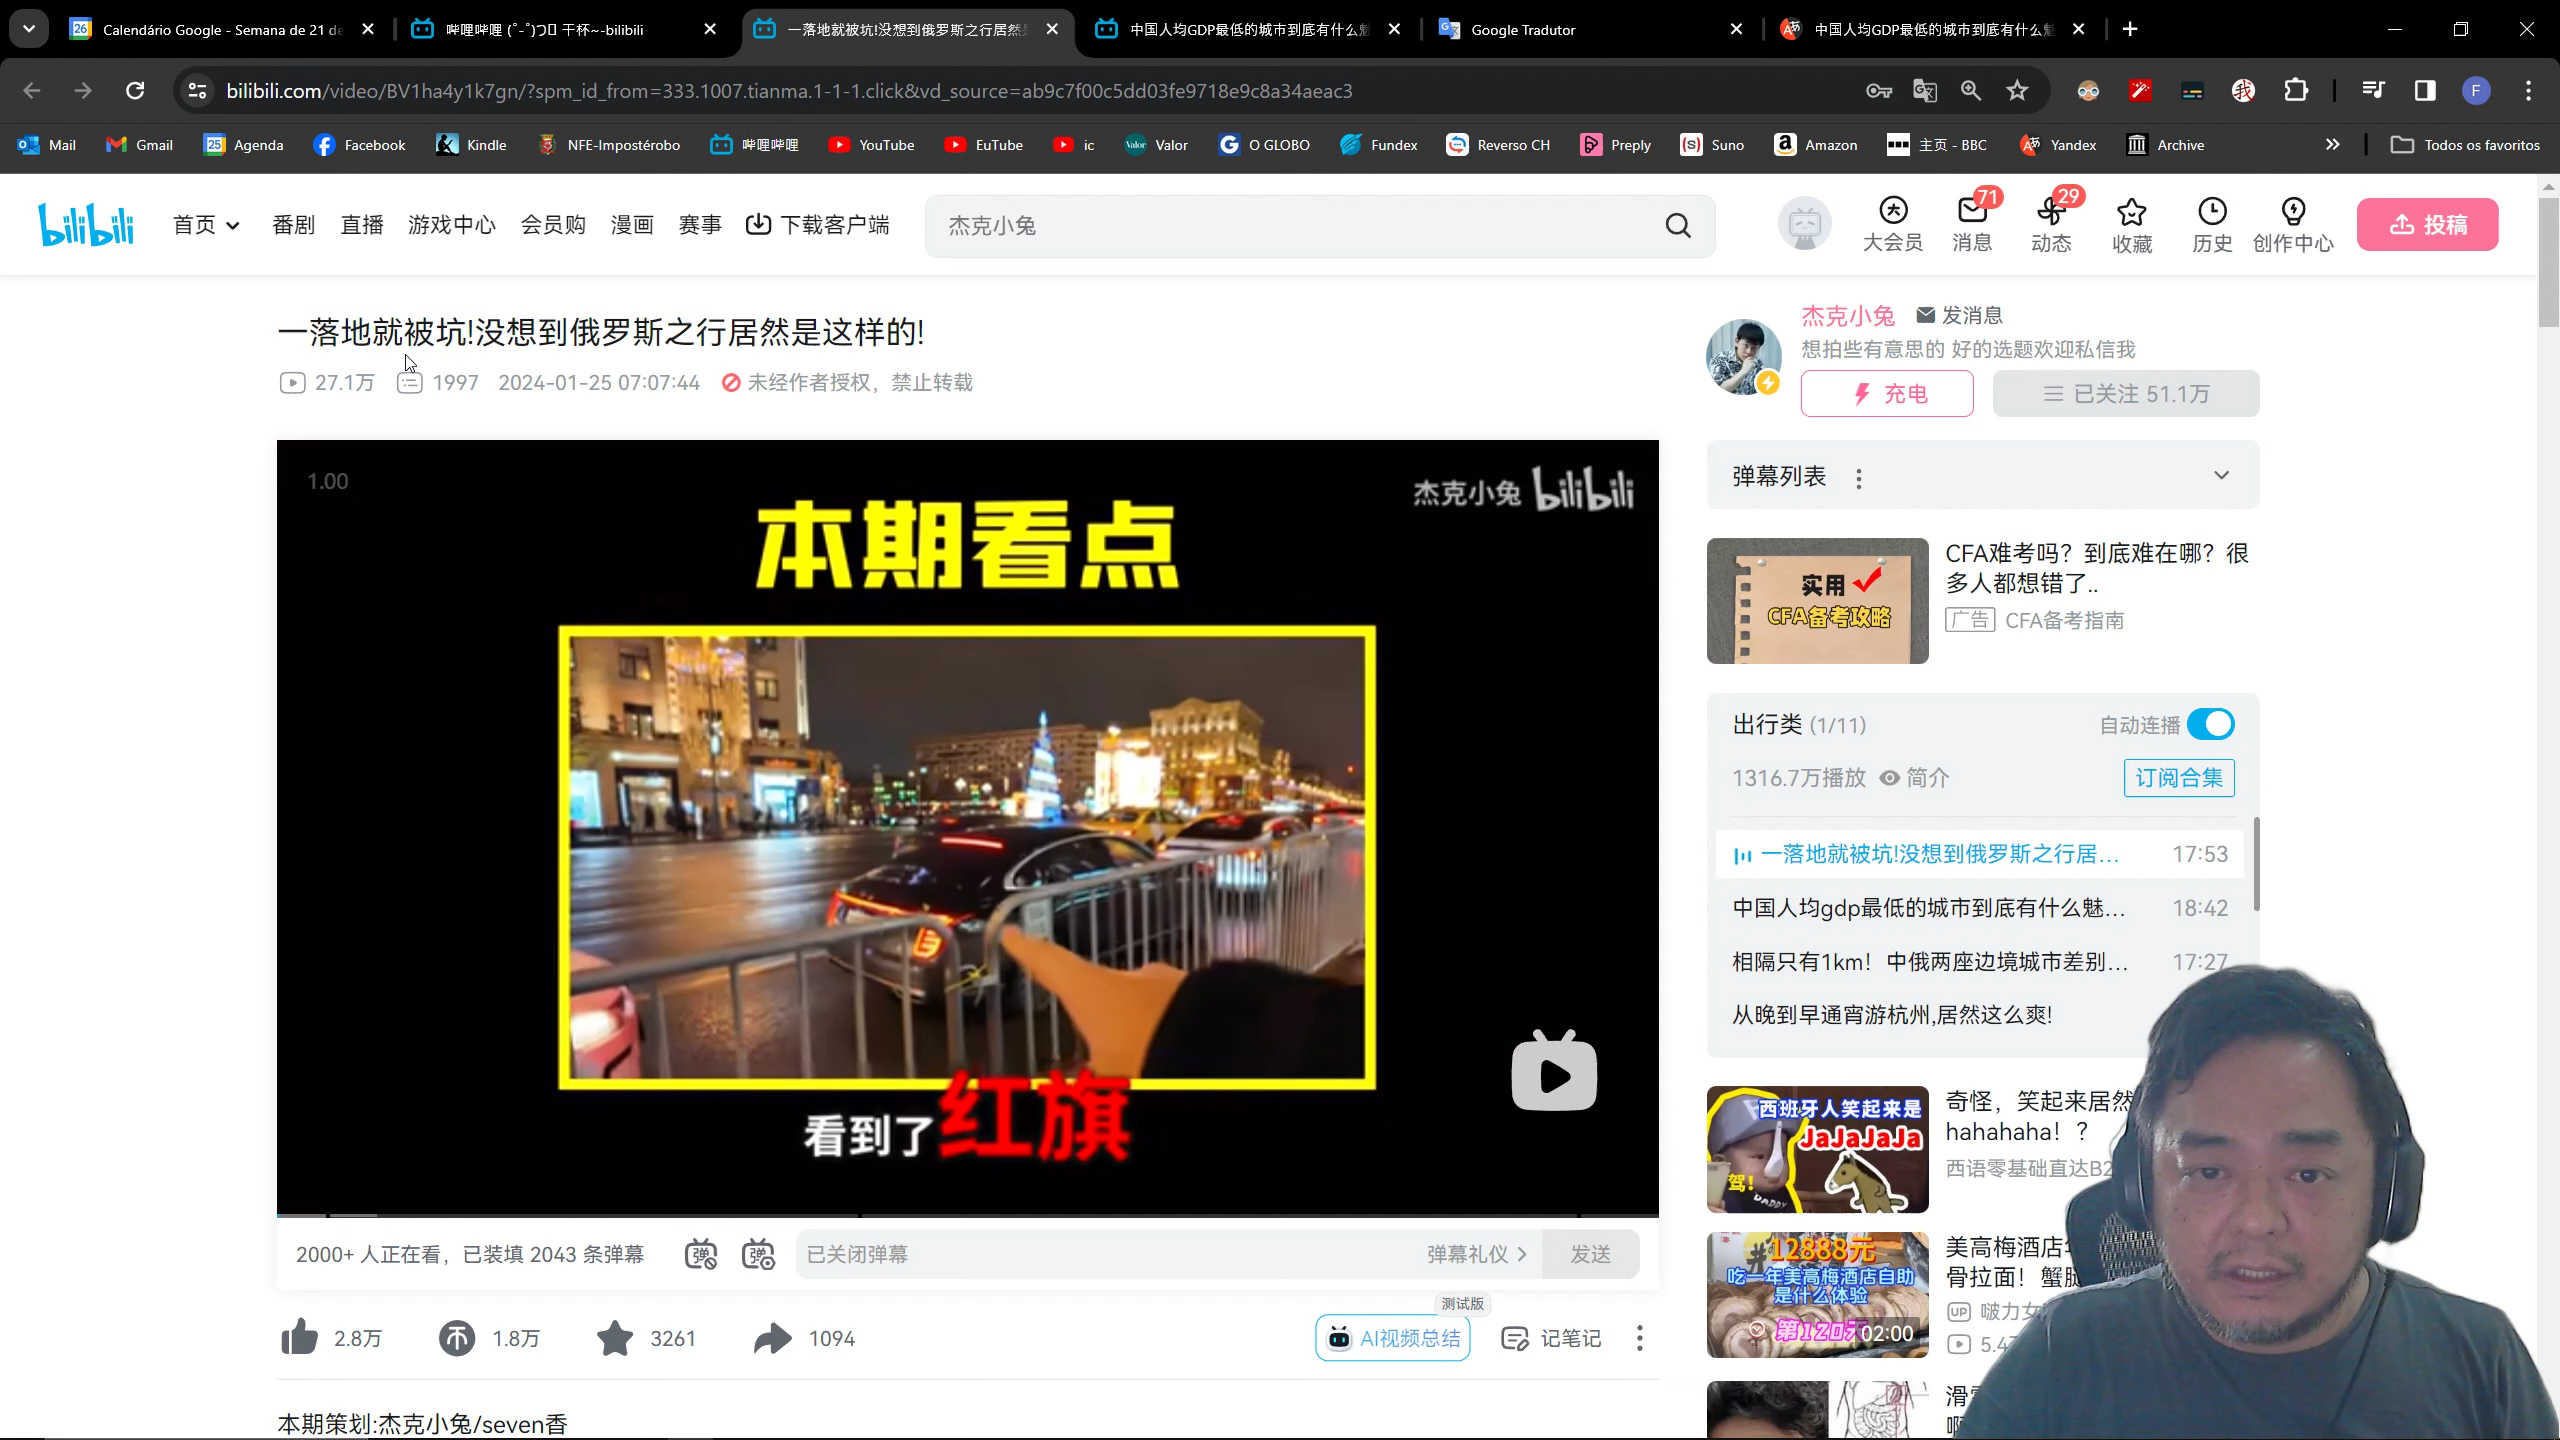 Calendário Google - Semana de 21 de
哔哩哔哩 (゜-゜)つロ 干杯~-bilibili
一落地就被坑!没想到俄罗斯之行居然是
中国人均GDP最低的城市到底有什么魅
Google Tradutor
中国人均GDP最低的城市到底有什么魅
bilibili.com/video/BV1ha4y1k7gn/?spm_id_from=333.1007.tianma.1-1-1.click&vd_source=ab9c7f00c5dd03fe9718e9c8a34aeac3
Mail
Gmail
Agenda
Facebook
Kindle
NFE-Impostérobo
哔哩哔哩
YouTube
EuTube
ic
Valor
O GLOBO
Fundex
Reverso CH
Preply
Suno
Amazon
主页 - BBC
Yandex
Archive
Todos os favoritos
bilibili
首页
番剧
直播
游戏中心
会员购
漫画
赛事
下载客户端
杰克小兔
大会员
71
消息
29
动态
收藏
历史
创作中心
投稿
一落地就被坑!没想到俄罗斯之行居然是这样的!
27.1万
1997
2024-01-25 07:07:44
未经作者授权，禁止转载
杰克小兔
发消息
想拍些有意思的 好的选题欢迎私信我
充电
已关注 51.1万
1.00
杰克小兔 bilibili
本期看点
看到了红旗
弹幕列表
实用
CFA备考攻略
CFA难考吗？到底难在哪？很
多人都想错了..
广告 CFA备考指南
出行类 (1/11)
自动连播
1316.7万播放
简介
订阅合集
一落地就被坑!没想到俄罗斯之行居... 17:53
中国人均gdp最低的城市到底有什么魅... 18:42
相隔只有1km！中俄两座边境城市差别... 17:27
从晚到早通宵游杭州,居然这么爽!
西班牙人笑起来是
JaJaJaJa
驾!
DADDY
奇怪，笑起来居然
hahahaha！？
西语零基础直达B2
12888元
吃一年美高梅酒店自助
是什么体验
第120天
02:00
美高梅酒店
骨拉面！蟹腿
UP 啵力女
2000+ 人正在看，已装填 2043 条弹幕
已关闭弹幕
弹幕礼仪
发送
2.8万
1.8万
3261
1094
测试版
AI视频总结
记笔记
本期策划:杰克小兔/seven香